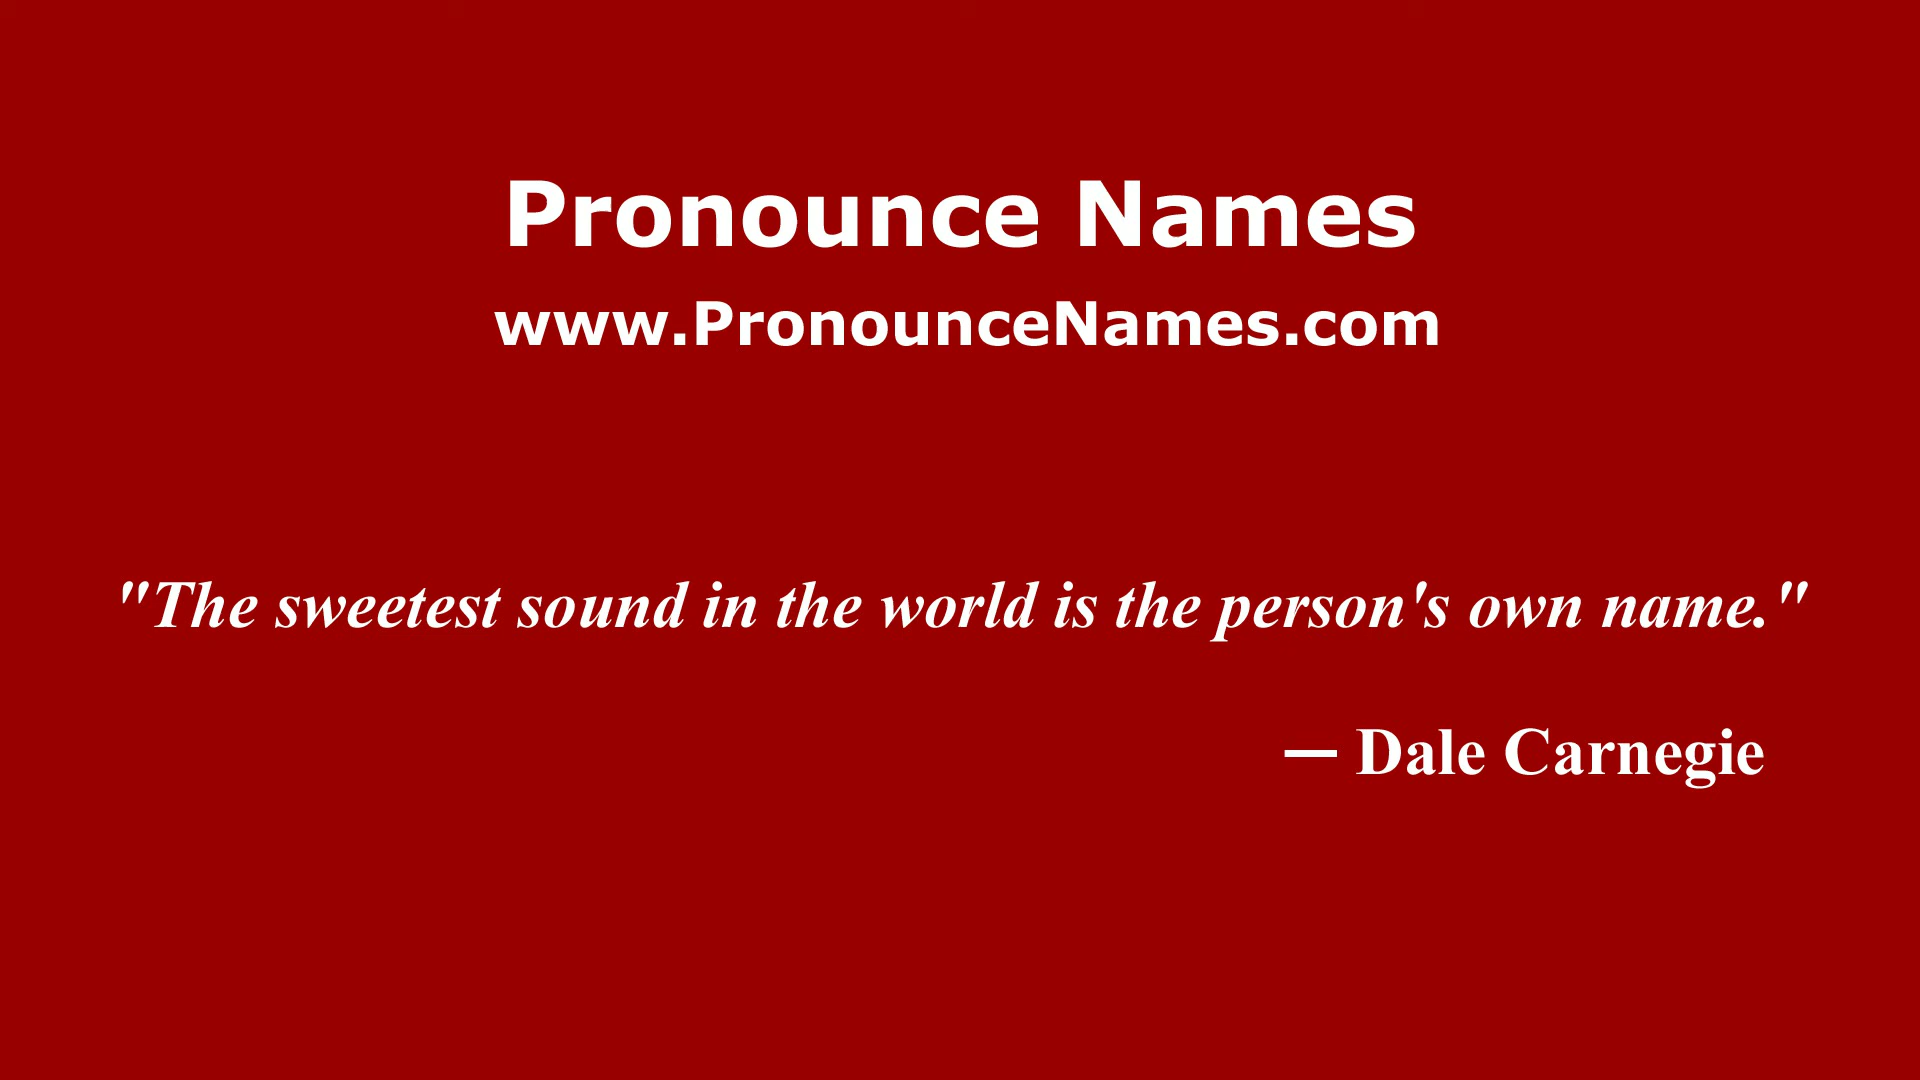 Pronounce Names
www.PronounceNames.com
"The sweetest sound in the world is the person's own name."
— Dale Carnegie